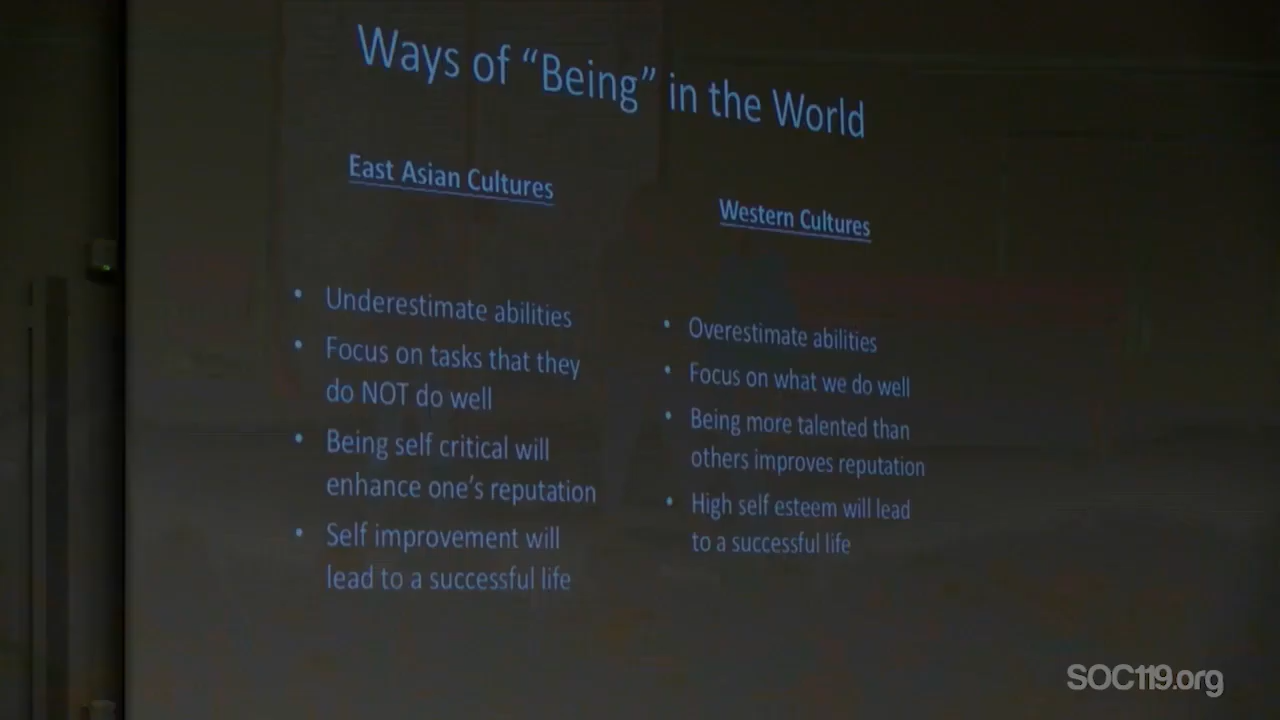 Ways of “Being” in the World
East Asian Cultures
• Underestimate abilities
• Focus on tasks that they
do NOT do well
• Being self critical will
enhance one’s reputation
• Self improvement will
lead to a successful life
Western Cultures
• Overestimate abilities
• Focus on what we do well
• Being more talented than
others improves reputation
• High self esteem will lead
to a successful life
SOC119.org